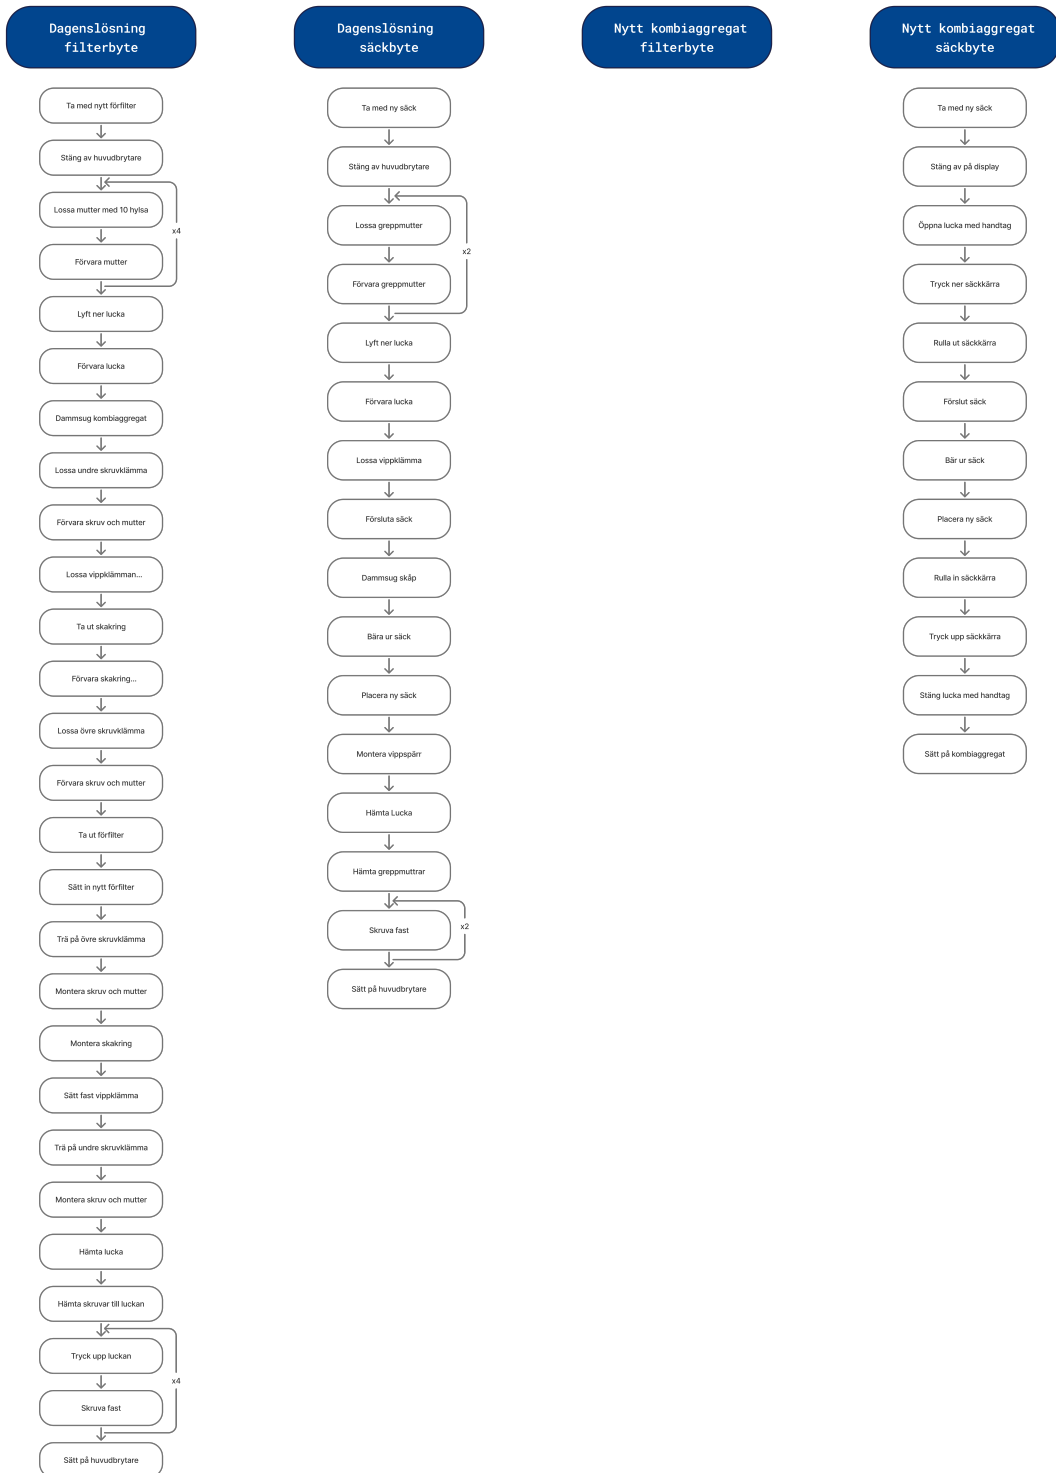 Dagenslösning
filterbyte
Ta med nytt förfilter
Stäng av huvudbrytare
Lossa mutter med 10 hylsa
x4
Förvara mutter
Lyft ner lucka
Förvara lucka
Dammsug kombiaggregat
Lossa undre skruvklämma
Förvara skruv och mutter
Lossa vippklämman...
Ta ut skakring
Förvara skakring...
Lossa övre skruvklämma
Förvara skruv och mutter
Ta ut förfilter
Sätt in nytt förfilter
Trä på övre skruvklämma
Montera skruv och mutter
Montera skakring
Sätt fast vippklämma
Trä på undre skruvklämma
Montera skruv och mutter
Hämta lucka
Hämta skruvar till luckan
Tryck upp luckan
x4
Skruva fast
Sätt på huvudbrytare
Dagenslösning
säckbyte
Ta med ny säck
Stäng av huvudbrytare
Lossa greppmutter
x2
Förvara greppmutter
Lyft ner lucka
Förvara lucka
Lossa vippklämma
Försluta säck
Dammsug skåp
Bära ur säck
Placera ny säck
Montera vippspärr
Hämta Lucka
Hämta greppmuttrar
Skruva fast
x2
Sätt på huvudbrytare
Nytt kombiaggregat
filterbyte
Nytt kombiaggregat
säckbyte
Ta med ny säck
Stäng av på display
Öppna lucka med handtag
Tryck ner säckkärra
Rulla ut säckkärra
Förslut säck
Bär ur säck
Placera ny säck
Rulla in säckkärra
Tryck upp säckkärra
Stäng lucka med handtag
Sätt på kombiaggregat